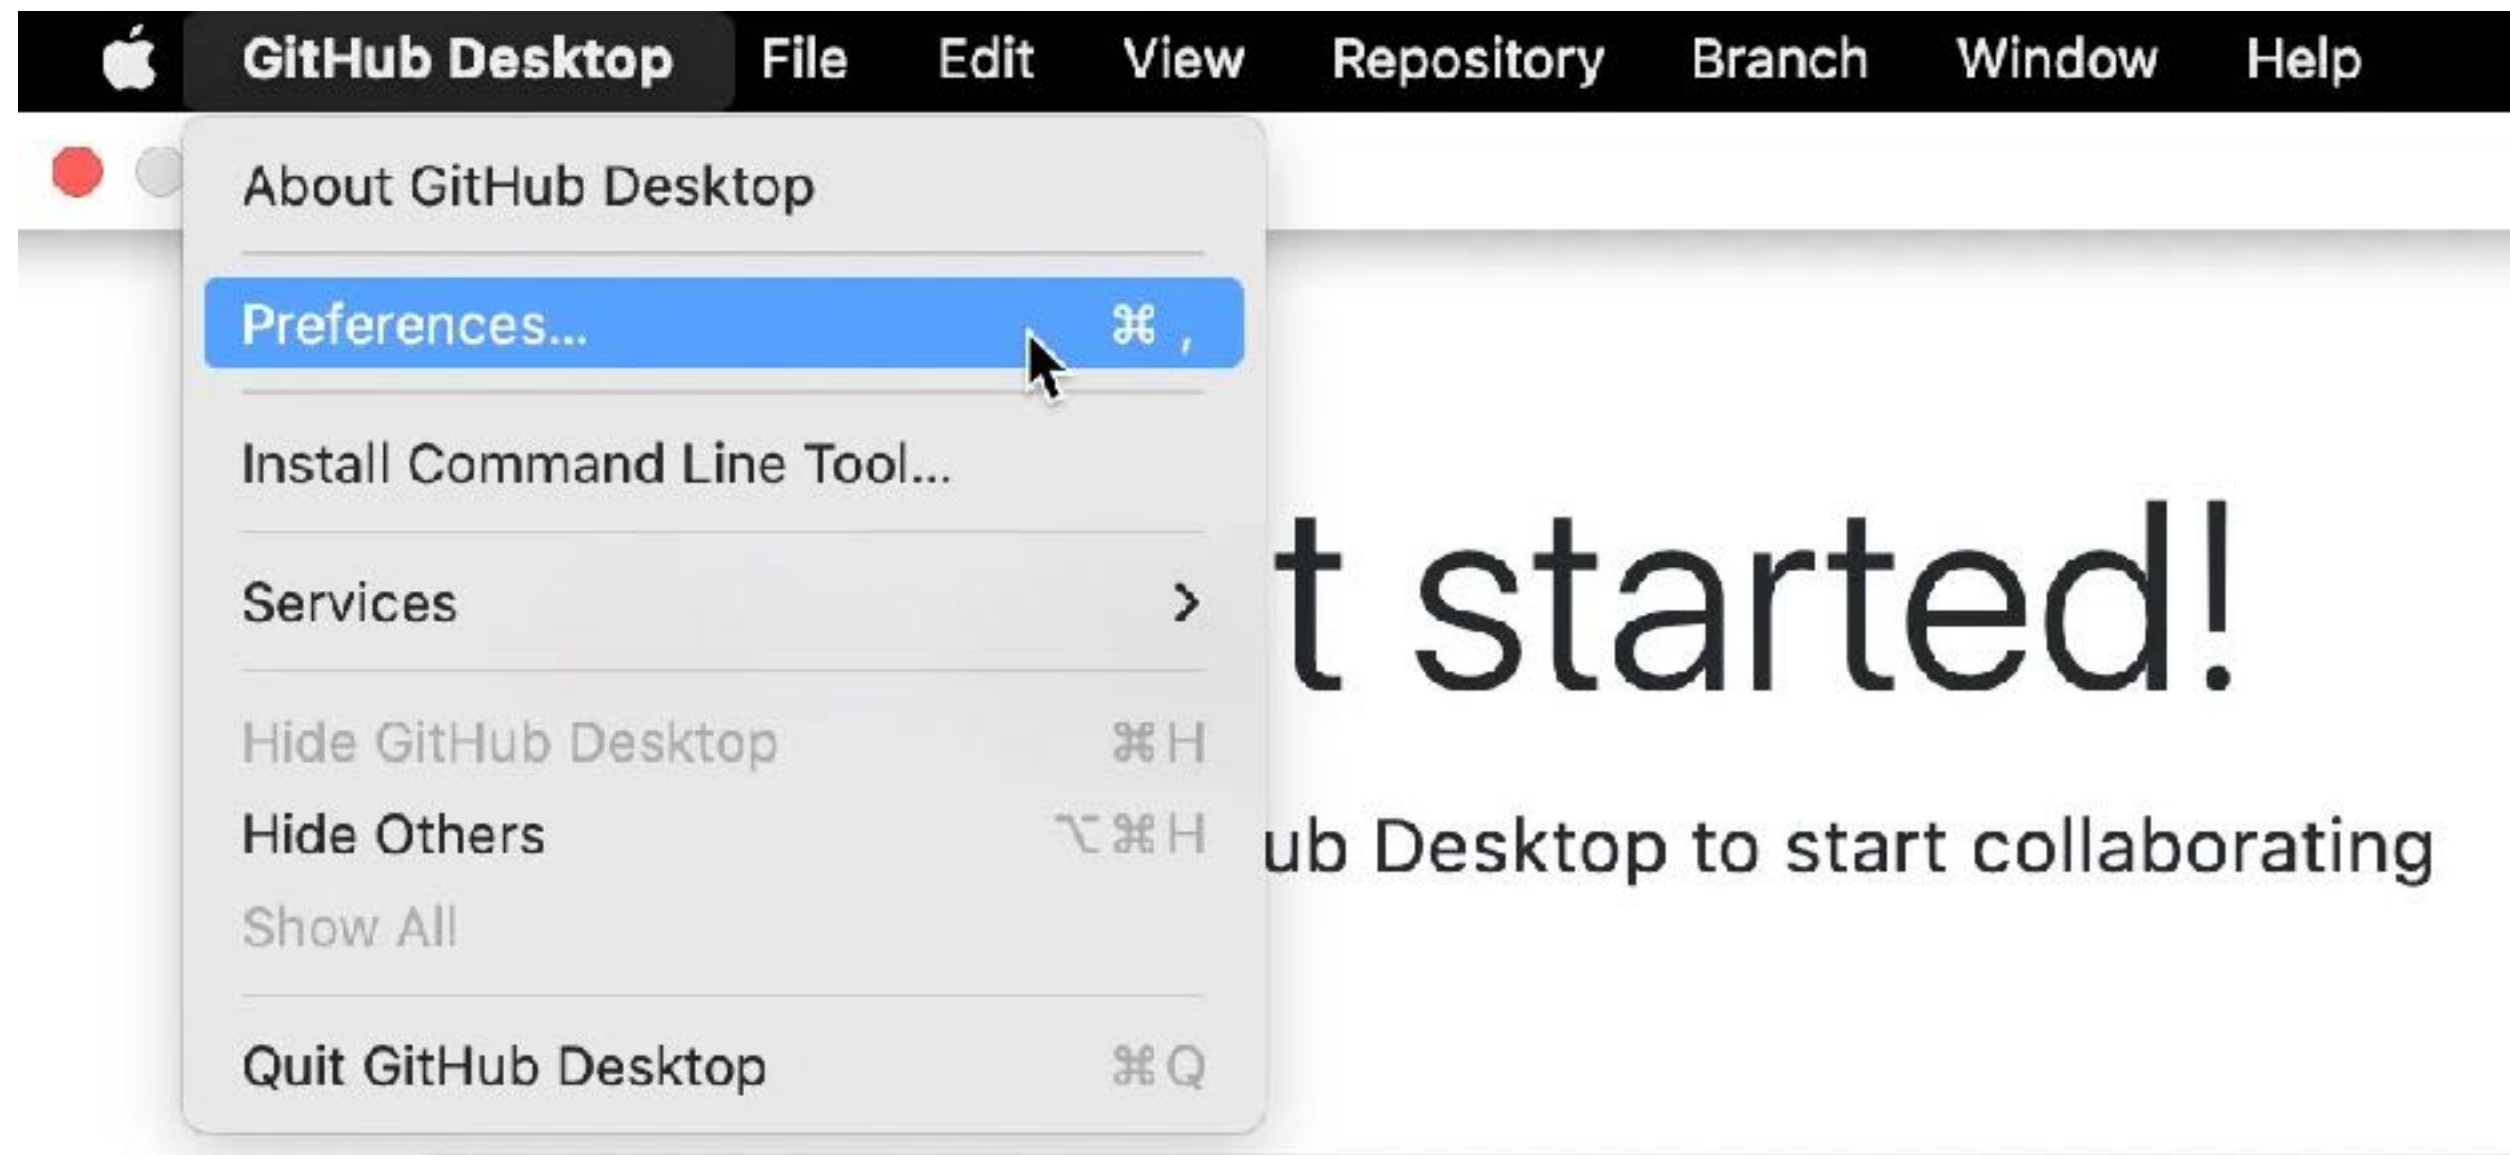 GitHub Desktop File Edit View Repository Branch Window Help
About GitHub Desktop
Preferences... ⌘ ,
Install Command Line Tool...
Services >
Hide GitHub Desktop ⌘H
Hide Others ⌥⌘H
Show All
Quit GitHub Desktop ⌘Q
t started!
ub Desktop to start collaborating